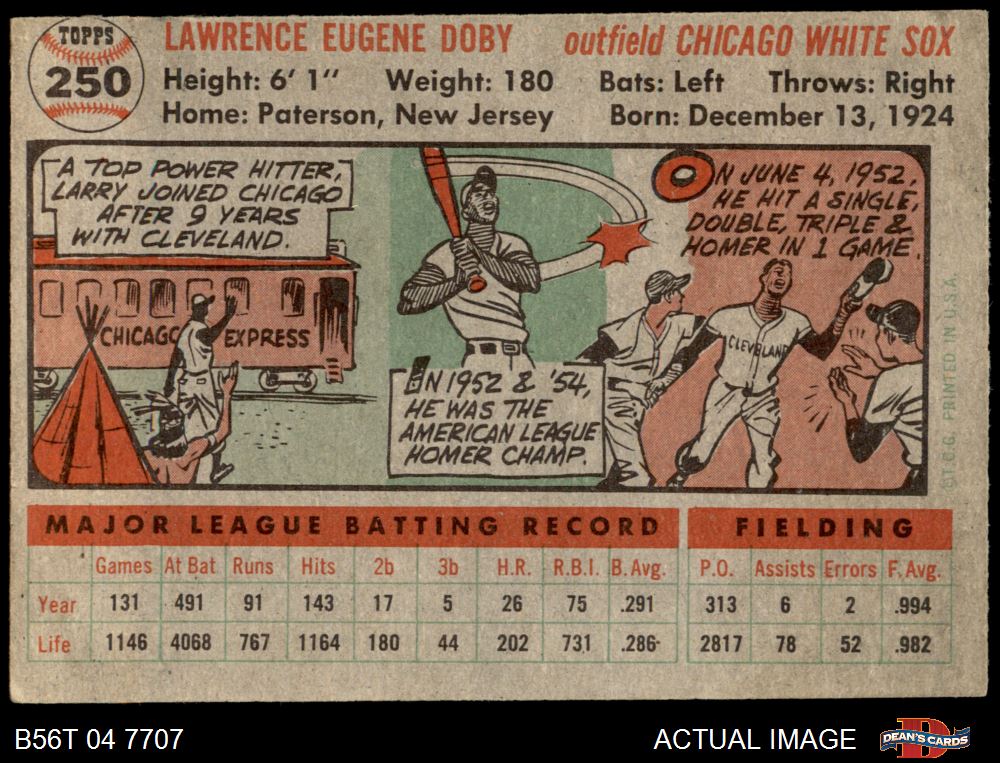 TOPPS
250
LAWRENCE EUGENE DOBY outfield CHICAGO WHITE SOX
Height: 6' 1" Weight: 180 Bats: Left Throws: Right
Home: Paterson, New Jersey Born: December 13, 1924
A TOP POWER HITTER,
LARRY JOINED CHICAGO
AFTER 9 YEARS
WITH CLEVELAND.
CHICAGO EXPRESS
IN 1952 & '54,
HE WAS THE
AMERICAN LEAGUE
HOMER CHAMP.
ON JUNE 4, 1952,
HE HIT A SINGLE,
DOUBLE, TRIPLE &
HOMER IN 1 GAME.
CLEVELAND
©T.C.G. PRINTED IN U.S.A.
MAJOR LEAGUE BATTING RECORD FIELDING
Games At Bat Runs Hits 2b 3b H.R. R.B.I. B. Avg. P.O. Assists Errors F. Avg.
Year 131 491 91 143 17 5 26 75 .291 313 6 2 .994
Life 1146 4068 767 1164 180 44 202 731 .286 2817 78 52 .982
B56T 04 7707 ACTUAL IMAGE
D
DEAN'S CARDS